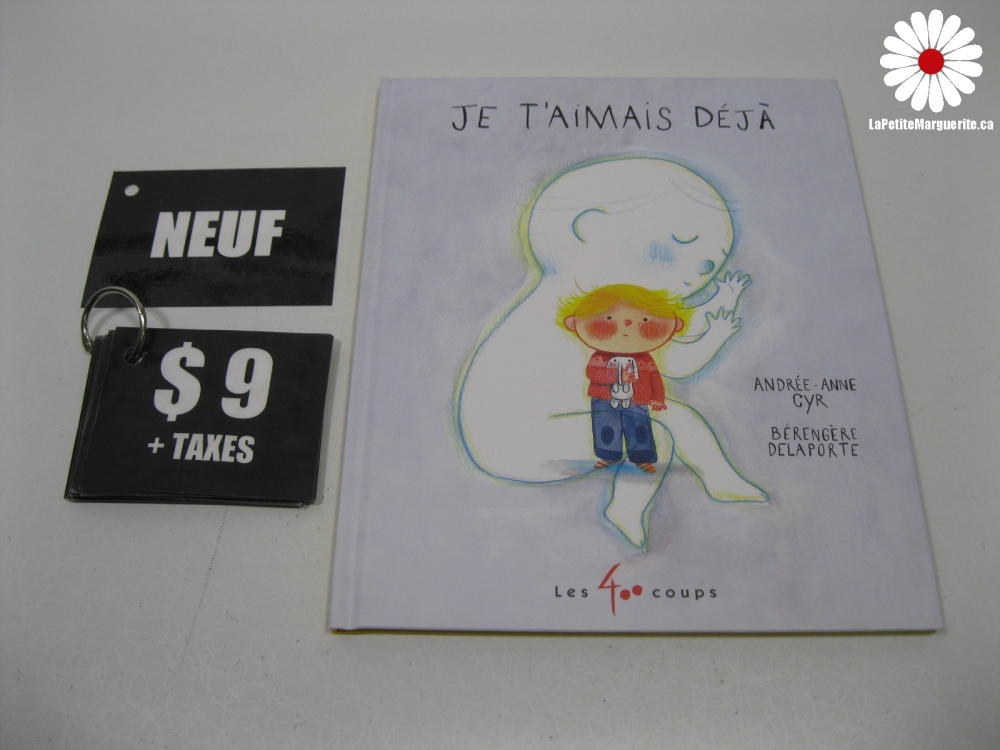 LaPetiteMarguerite.ca
NEUF
$ 9
+ TAXES
JE T'AIMAIS DÉJÀ
ANDRÉE-ANNE
CYR
BÉRENGÈRE
DELAPORTE
Les 400 coups